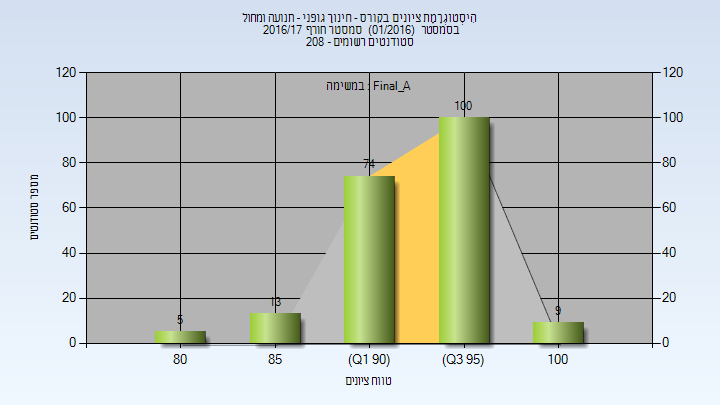 היסטוגרמת ציונים בקורס - חינוך גופני - תנועה ומחול
בסמסטר (01/2016) סמסטר חורף 2016/17
סטודנטים רשומים - 208
במשימה : Final_A
מספר סטודנטים
120 120
100 100
80 80
60 60
40 40
20 20
0 0
5 13 74 100 9
80 85 (Q1 90) (Q3 95) 100
טווח ציונים